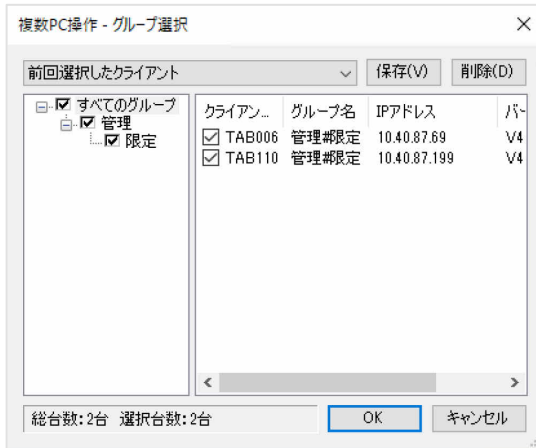 複数PC操作 - グループ選択
前回選択したクライアント 保存(V) 削除(D)
すべてのグループ
管理
限定
クライアン... グループ名 IPアドレス バ-
TAB006 管理#限定 10.40.87.69 V4
TAB110 管理#限定 10.40.87.199 V4
総台数:2台 選択台数:2台 OK キャンセル